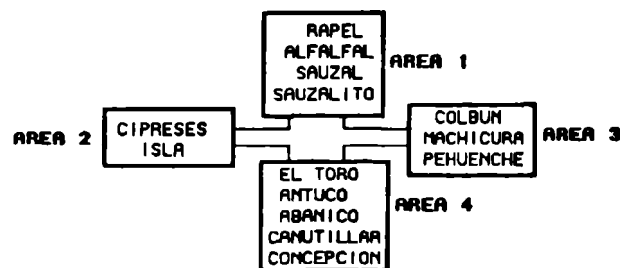 RAPEL
ALFALFAL
SAUZAL
SAUZALITO
AREA 1
AREA 2
CIPRESES
ISLA
COLBUN
MACHICURA
PEHUENCHE
AREA 3
EL TORO
ANTUCO
ABANICO
CANUTILLAR
CONCEPCION
AREA 4